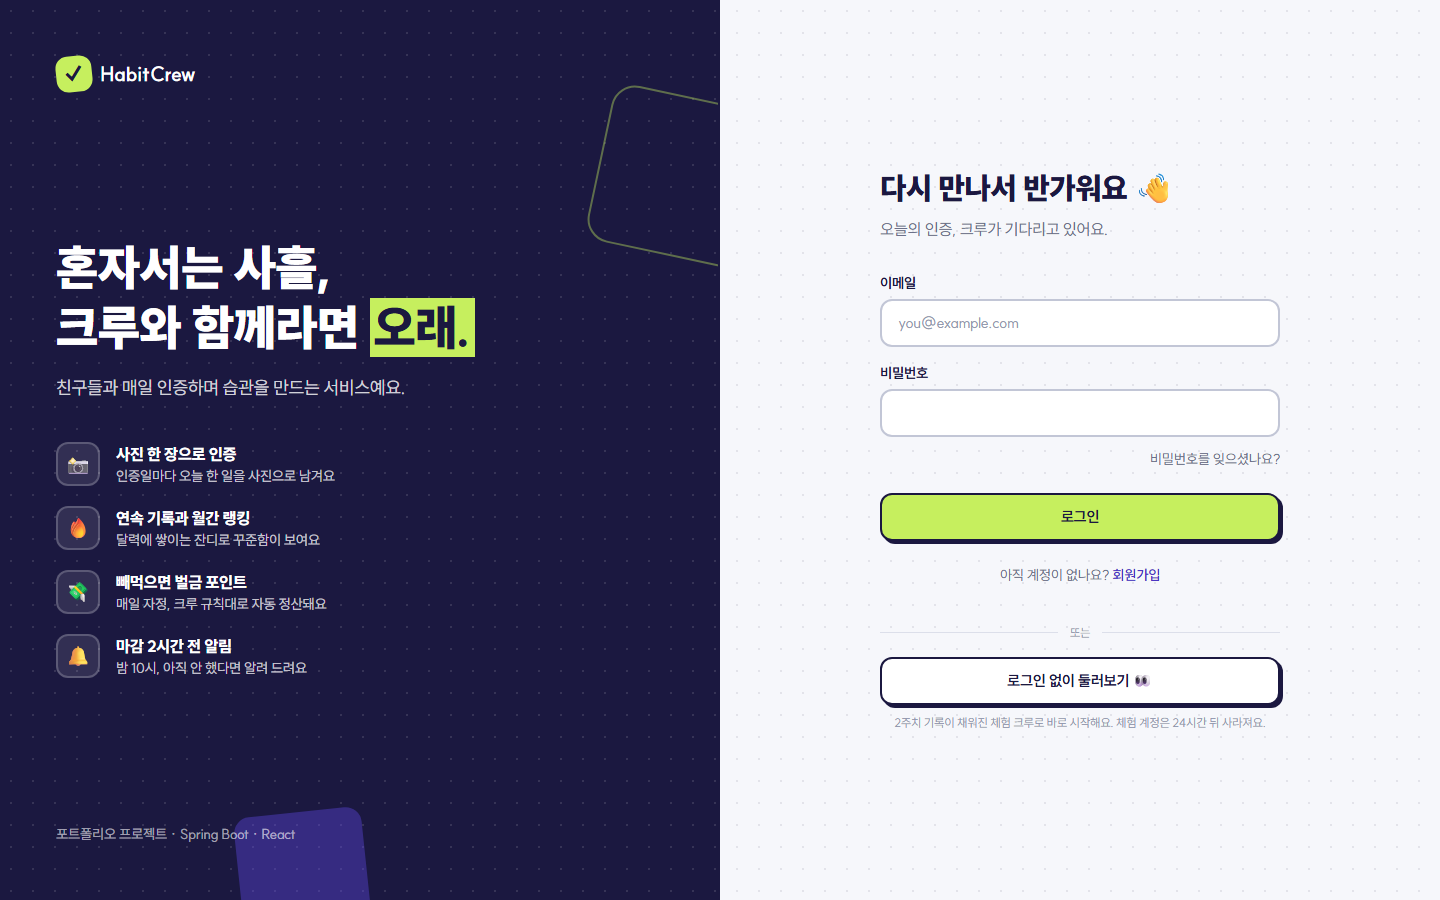 HabitCrew
혼자서는 사흘,
크루와 함께라면 오래.
친구들과 매일 인증하며 습관을 만드는 서비스예요.
사진 한 장으로 인증
인증일마다 오늘 한 일을 사진으로 남겨요
연속 기록과 월간 랭킹
달력에 쌓이는 잔디로 꾸준함이 보여요
빼먹으면 벌금 포인트
매일 자정, 크루 규칙대로 자동 정산돼요
마감 2시간 전 알림
밤 10시, 아직 안 했다면 알려 드려요
포트폴리오 프로젝트 · Spring Boot · React
다시 만나서 반가워요 👋
오늘의 인증, 크루가 기다리고 있어요.
이메일
you@example.com
비밀번호
비밀번호를 잊으셨나요?
로그인
아직 계정이 없나요? 회원가입
또는
로그인 없이 둘러보기 👀
2주치 기록이 채워진 체험 크루로 바로 시작해요. 체험 계정은 24시간 뒤 사라져요.